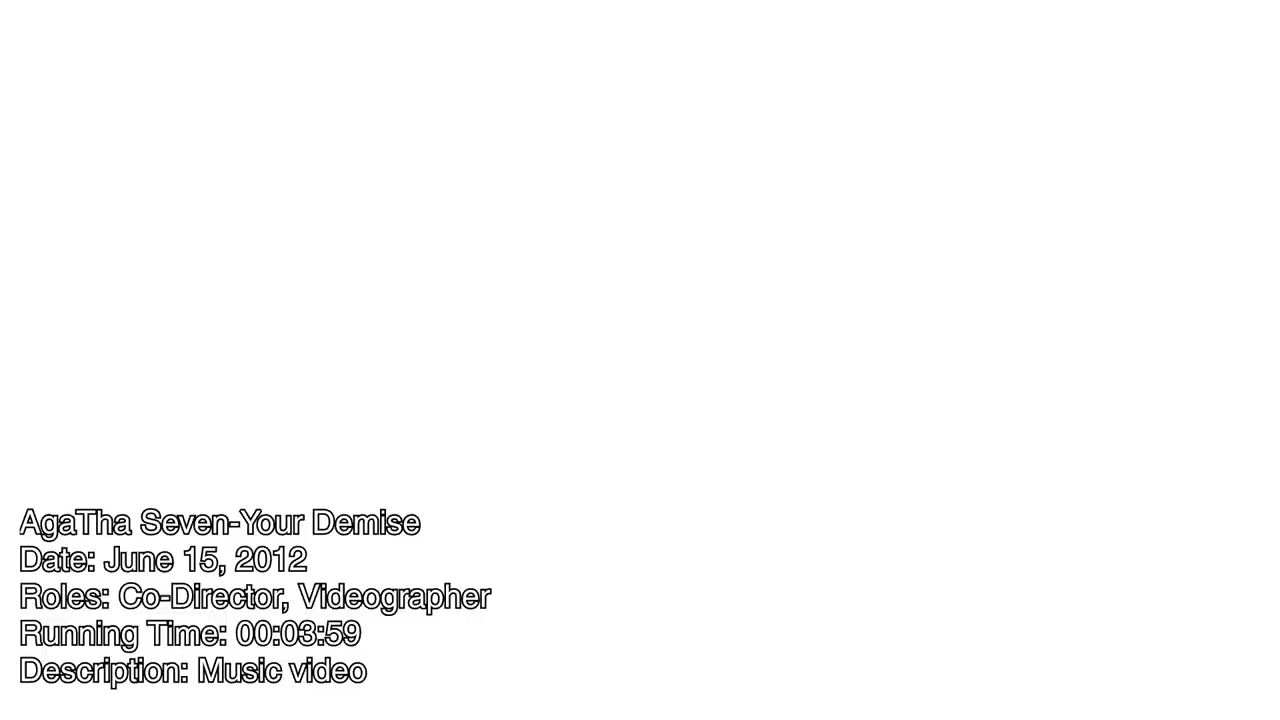 AgaTha Seven-Your Demise
Date: June 15, 2012
Roles: Co-Director, Videographer
Running Time: 00:03:59
Description: Music video